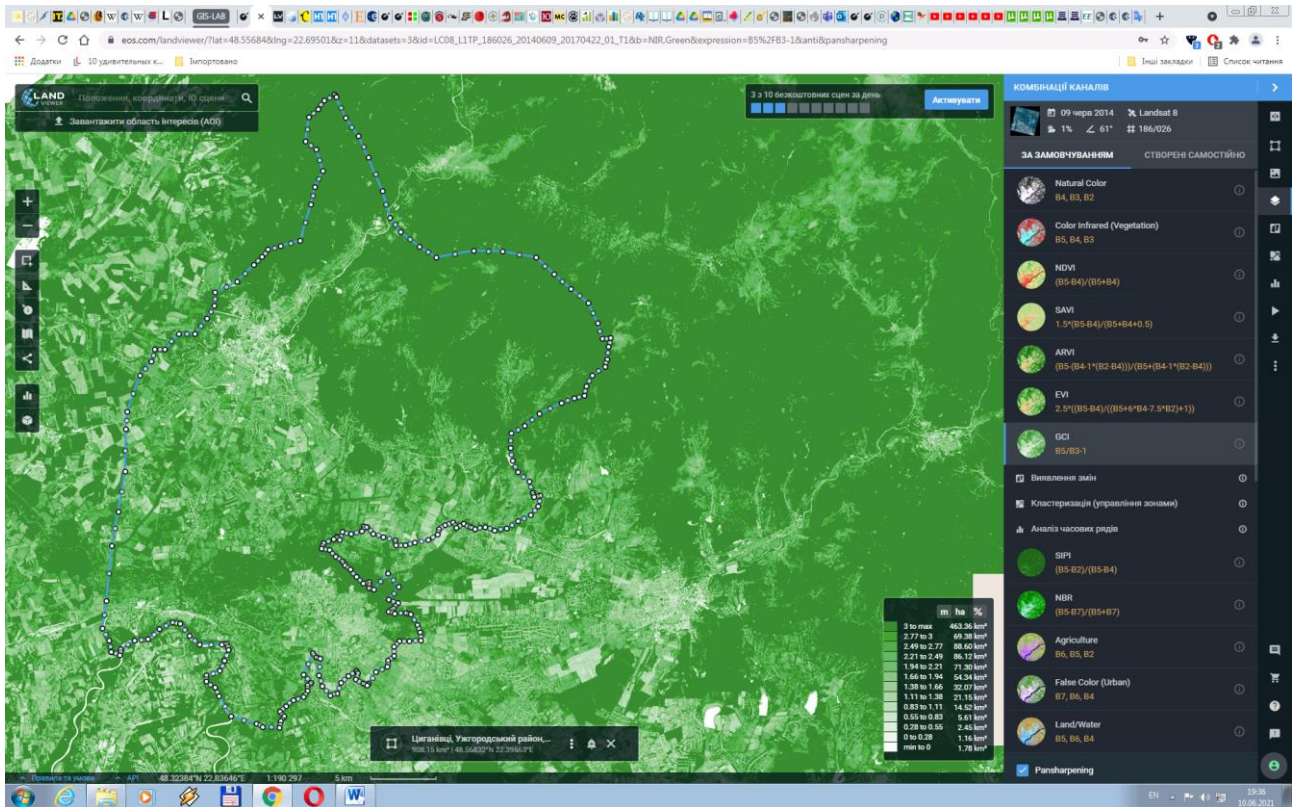 GIS-LAB
eos.com/landviewer/?lat=48.55684&lng=22.69501&z=11&datasets=3&id=LC08_L1TP_186026_20140609_20170422_01_T1&b=NIR.Green&expression=B5%2FB3-1&anti&pansharpening
Додатки
10 удивительных к...
Імпортовано
Інші закладки
Список читання
LAND VIEWER
Положення, координати, ID сцени
Завантажити область Інтересів (AOI)
3 з 10 безкоштовних сцен за день
Активувати
КОМБІНАЦІЇ КАНАЛІВ
09 черв 2014 Landsat 8
1% 61° 186/026
ЗА ЗАМОВЧУВАННЯМ СТВОРЕНІ САМОСТІЙНО
Natural Color
B4, B3, B2
Color Infrared (Vegetation)
B5, B4, B3
NDVI
(B5-B4)/(B5+B4)
SAVI
1.5*(B5-B4)/(B5+B4+0.5)
ARVI
(B5-(B4-1*(B2-B4)))/(B5+(B4-1*(B2-B4)))
EVI
2.5*((B5-B4)/((B5+6*B4-7.5*B2)+1))
GCI
B5/B3-1
Виявлення змін
Кластеризація (управління зонами)
Аналіз часових рядів
SIPI
(B5-B2)/(B5-B4)
NBR
(B5-B7)/(B5+B7)
Agriculture
B6, B5, B2
False Color (Urban)
B7, B6, B4
Land/Water
B5, B6, B4
Pansharpening
m ha %
3 to max 463.36 km²
2.77 to 3 69.38 km²
2.49 to 2.77 88.60 km²
2.21 to 2.49 86.12 km²
1.94 to 2.21 71.30 km²
1.66 to 1.94 54.34 km²
1.38 to 1.66 32.07 km²
1.11 to 1.38 21.15 km²
0.83 to 1.11 14.52 km²
0.55 to 0.83 5.61 km²
0.28 to 0.55 2.45 km²
0 to 0.28 1.16 km²
min to 0 1.78 km²
Циганівці, Ужгородський район,...
908.15 km² | 48.56832°N 22.39563°E
Правила та умови API 48.32384°N 22.83646°E 1:190 297 5 km
EN
19:36
10.06.2021